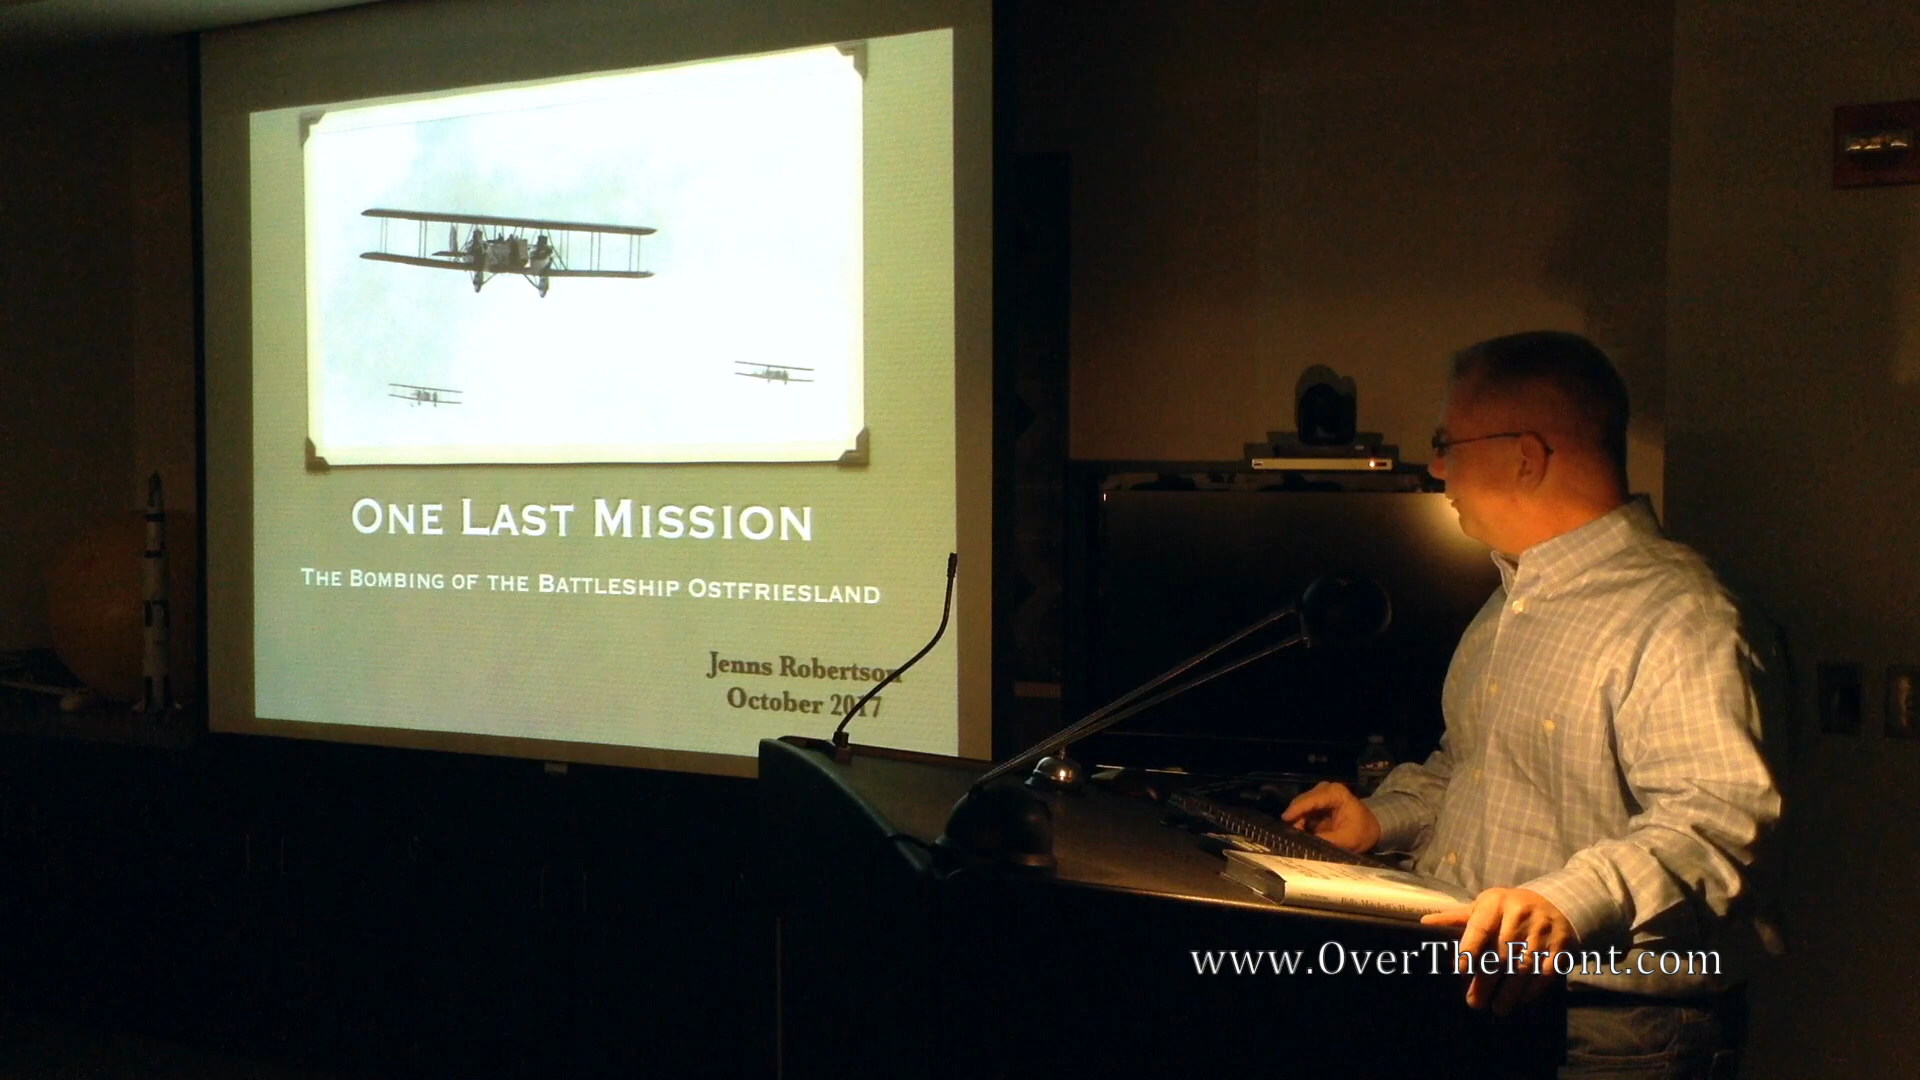 One Last Mission
The Bombing of the Battleship Ostfriesland
Jenns Robertson
October 2017
www.OverTheFront.com